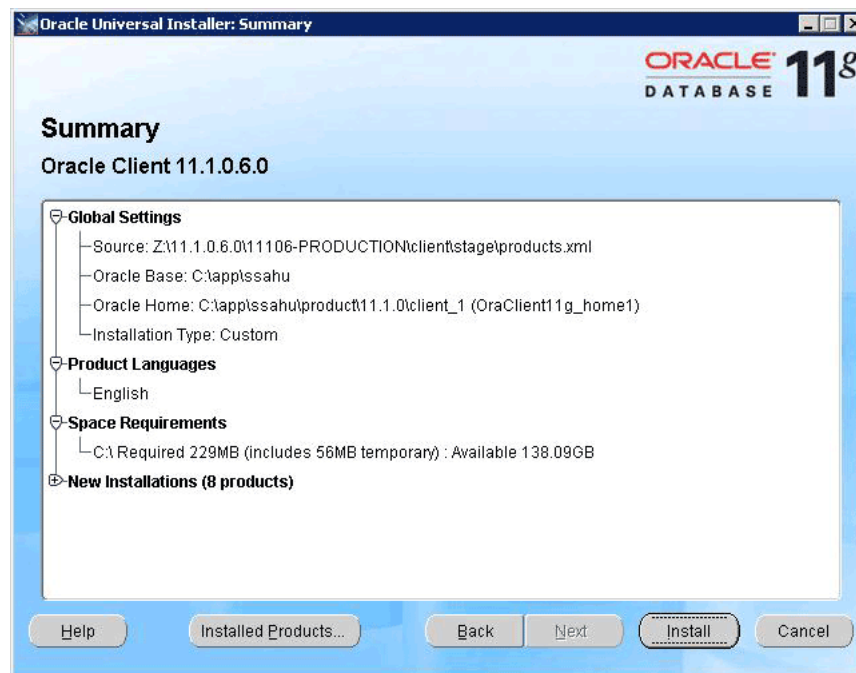 Oracle Universal Installer: Summary
ORACLE 11g
DATABASE
Summary
Oracle Client 11.1.0.6.0
Global Settings
Source: Z:\11.1.0.6.0\11106-PRODUCTION\client\stage\products.xml
Oracle Base: C:\app\ssahu
Oracle Home: C:\app\ssahu\product\11.1.0\client_1 (OraClient11g_home1)
Installation Type: Custom
Product Languages
English
Space Requirements
C:\ Required 229MB (includes 56MB temporary) : Available 138.09GB
New Installations (8 products)
Help Installed Products... Back Next Install Cancel